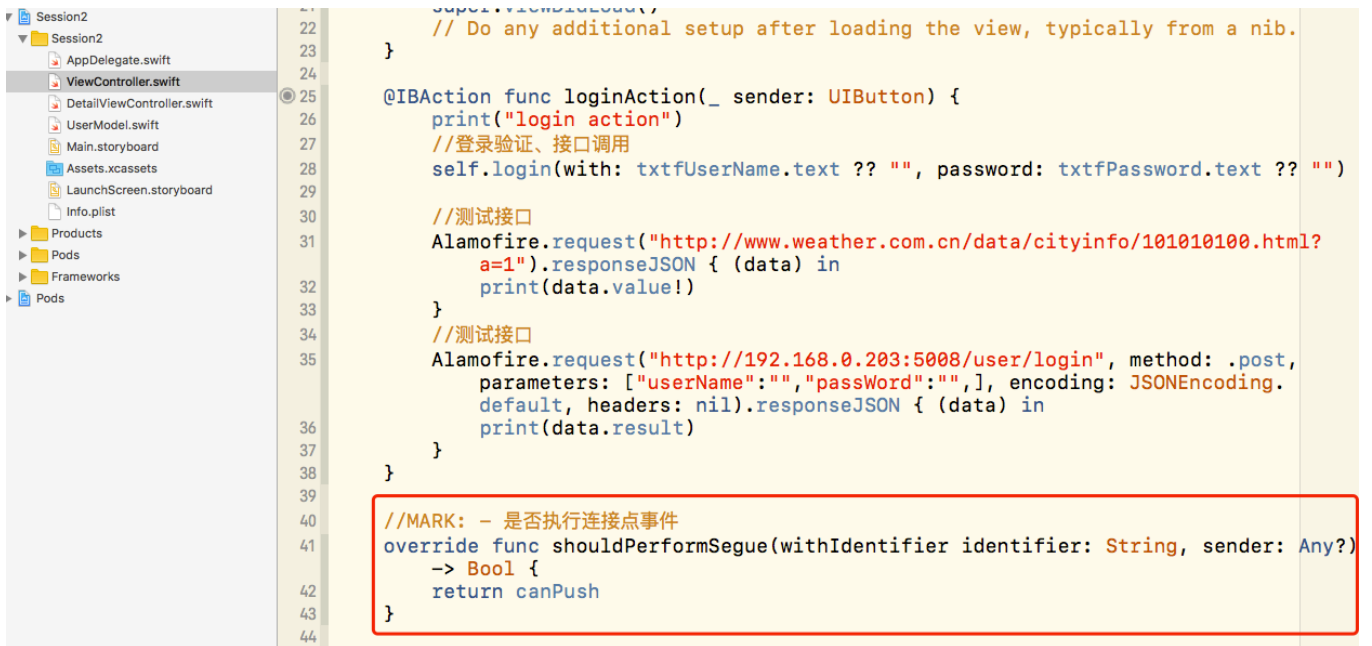 Session2
Session2
AppDelegate.swift
ViewController.swift
DetailViewController.swift
UserModel.swift
Main.storyboard
Assets.xcassets
LaunchScreen.storyboard
Info.plist
Products
Pods
Frameworks
Pods
21 super.viewDidLoad()
22 // Do any additional setup after loading the view, typically from a nib.
23 }
24
25 @IBAction func loginAction(_ sender: UIButton) {
26 print("login action")
27 //登录验证、接口调用
28 self.login(with: txtfUserName.text ?? "", password: txtfPassword.text ?? "")
29
30 //测试接口
31 Alamofire.request("http://www.weather.com.cn/data/cityinfo/101010100.html?
a=1").responseJSON { (data) in
32 print(data.value!)
33 }
34 //测试接口
35 Alamofire.request("http://192.168.0.203:5008/user/login", method: .post,
parameters: ["userName":"","passWord":"",], encoding: JSONEncoding.
default, headers: nil).responseJSON { (data) in
36 print(data.result)
37 }
38 }
39
40 //MARK: - 是否执行连接点事件
41 override func shouldPerformSegue(withIdentifier identifier: String, sender: Any?)
-> Bool {
42 return canPush
43 }
44